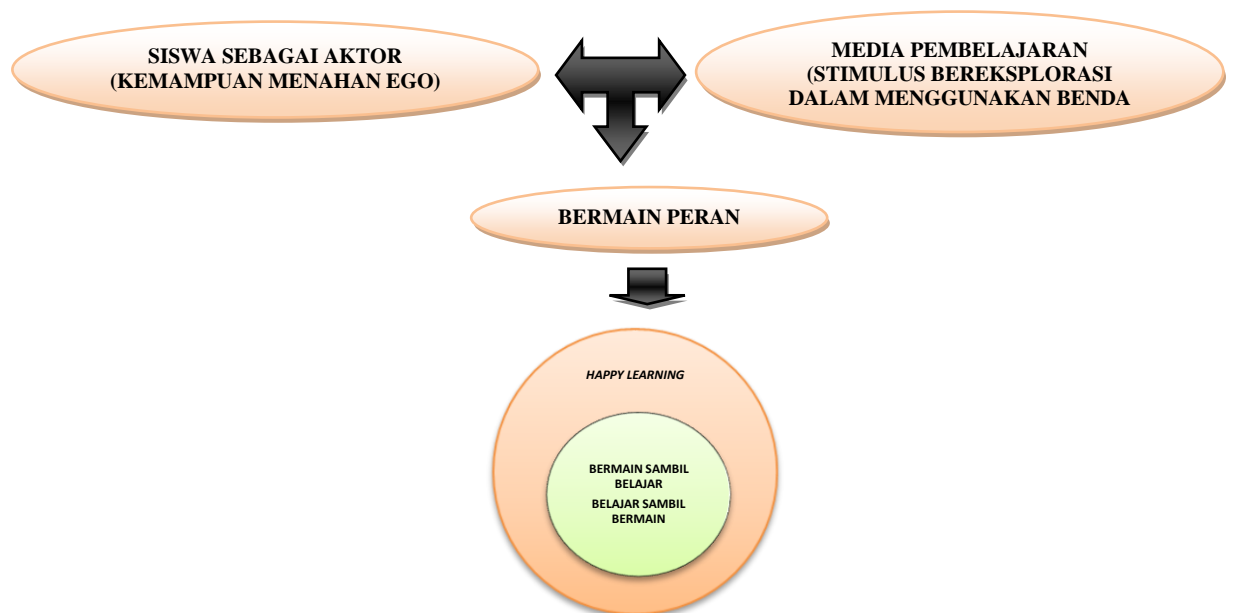 SISWA SEBAGAI AKTOR
(KEMAMPUAN MENAHAN EGO)
MEDIA PEMBELAJARAN
(STIMULUS BEREKSPLORASI
DALAM MENGGUNAKAN BENDA
BERMAIN PERAN
HAPPY LEARNING
BERMAIN SAMBIL
BELAJAR
BELAJAR SAMBIL
BERMAIN